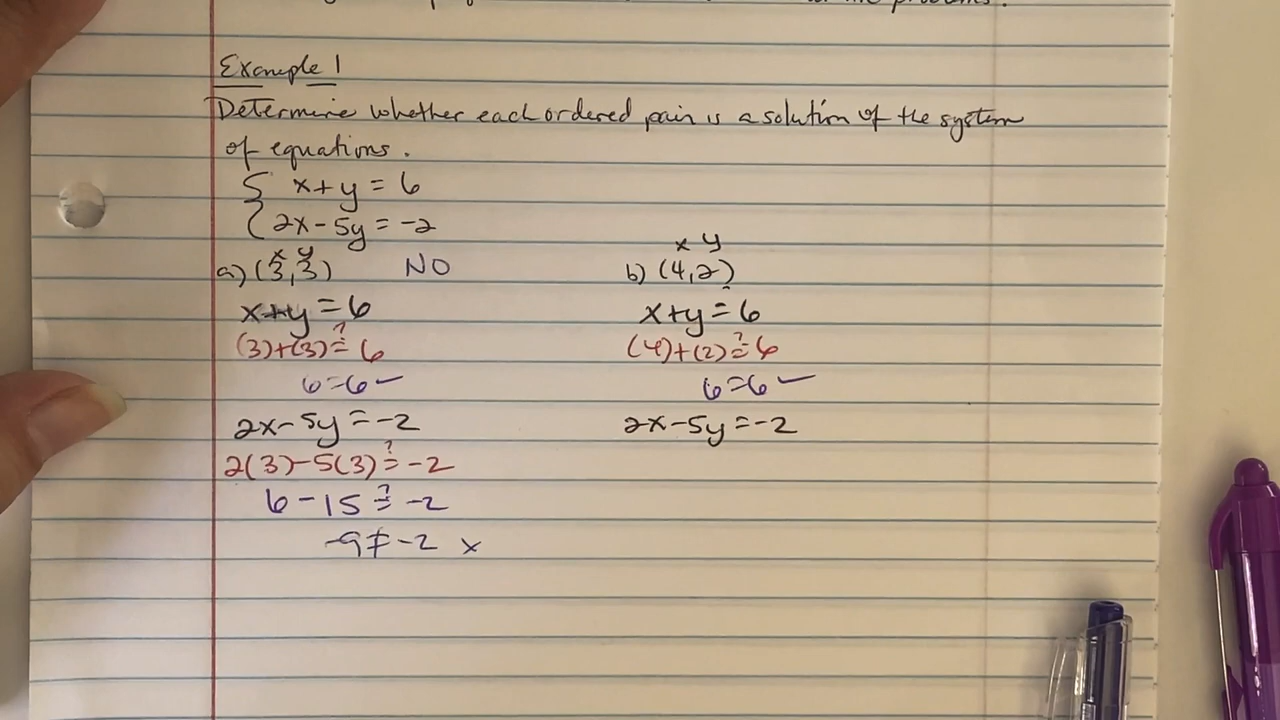 the problems.
Example 1
Determine whether each ordered pair is a solution of the system
of equations.
{ x+y = 6
2x-5y = -2
x y
a) (3,3) NO
x+y = 6
(3)+(3) ?= 6
6=6 ✓
2x-5y = -2
2(3)-5(3) ?= -2
6-15 ?= -2
-9≠-2 x
x y
b) (4,2)
x+y = 6
(4)+(2) ?= 6
6=6 ✓
2x-5y = -2